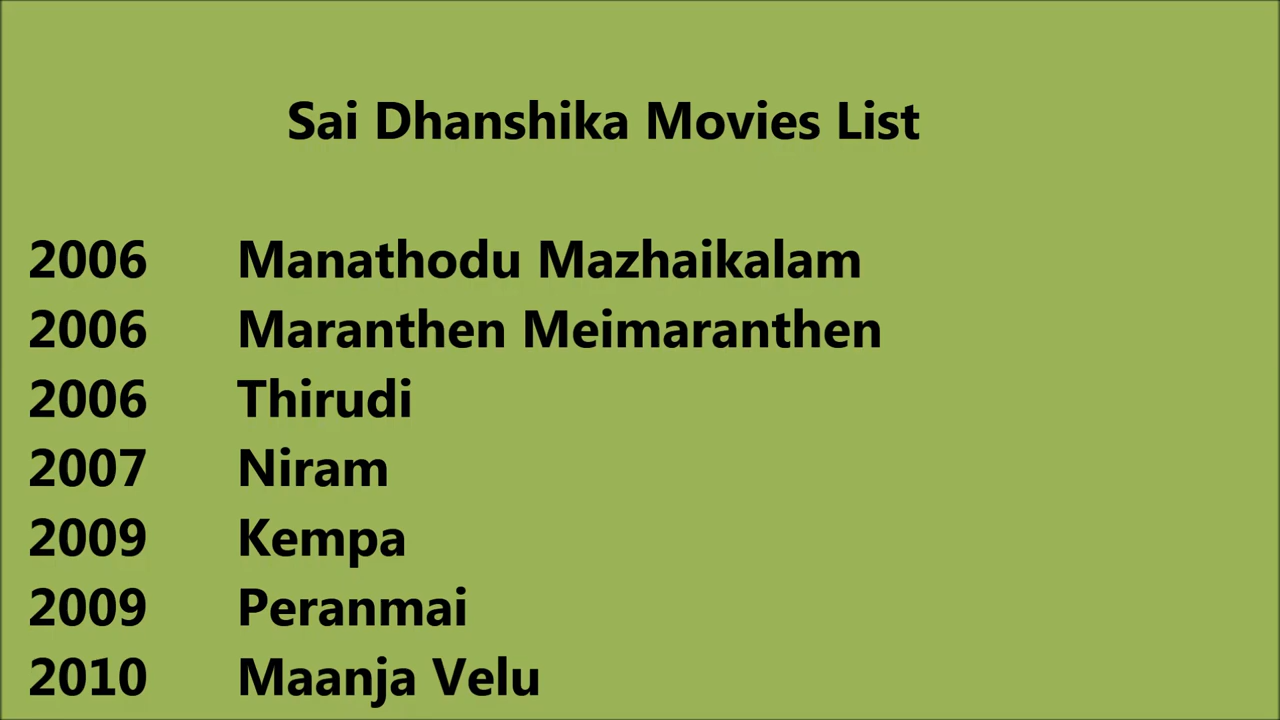 Sai Dhanshika Movies List
2006 Manathodu Mazhaikalam
2006 Maranthen Meimaranthen
2006 Thirudi
2007 Niram
2009 Kempa
2009 Peranmai
2010 Maanja Velu